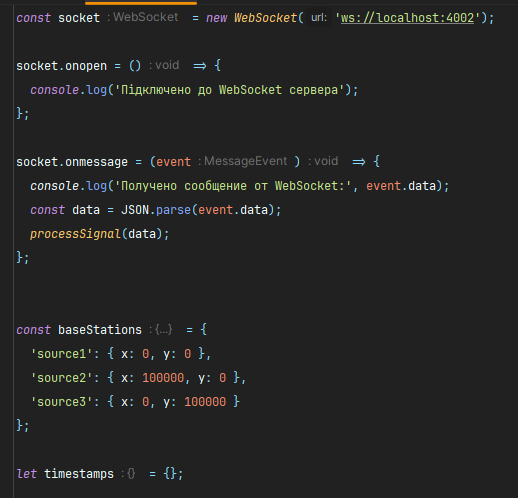 const socket : WebSocket = new WebSocket( url: 'ws://localhost:4002');
socket.onopen = () : void => {
console.log('Підключено до WebSocket сервера');
};
socket.onmessage = (event : MessageEvent ) : void => {
console.log('Получено сообщение от WebSocket:', event.data);
const data = JSON.parse(event.data);
processSignal(data);
};
const baseStations : {...} = {
'source1': { x: 0, y: 0 },
'source2': { x: 100000, y: 0 },
'source3': { x: 0, y: 100000 }
};
let timestamps : {} = {};